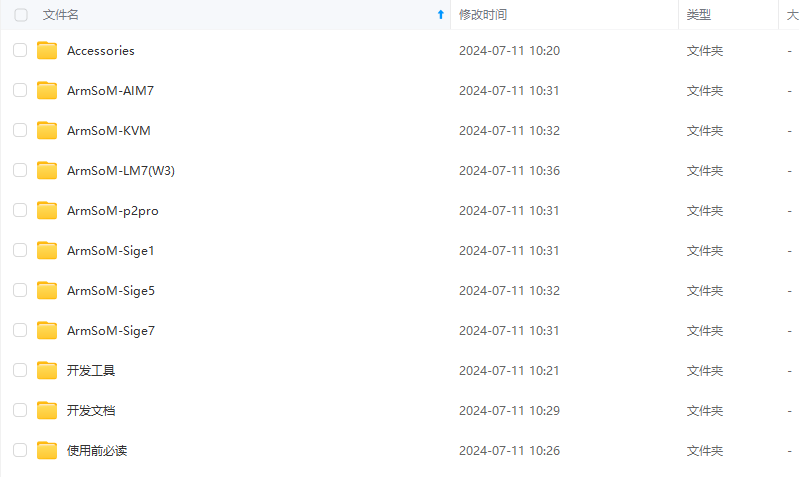 文件名 修改时间 类型 大
Accessories 2024-07-11 10:20 文件夹 -
ArmSoM-AIM7 2024-07-11 10:31 文件夹 -
ArmSoM-KVM 2024-07-11 10:32 文件夹 -
ArmSoM-LM7(W3) 2024-07-11 10:36 文件夹 -
ArmSoM-p2pro 2024-07-11 10:31 文件夹 -
ArmSoM-Sige1 2024-07-11 10:31 文件夹 -
ArmSoM-Sige5 2024-07-11 10:32 文件夹 -
ArmSoM-Sige7 2024-07-11 10:31 文件夹 -
开发工具 2024-07-11 10:21 文件夹 -
开发文档 2024-07-11 10:29 文件夹 -
使用前必读 2024-07-11 10:26 文件夹 -